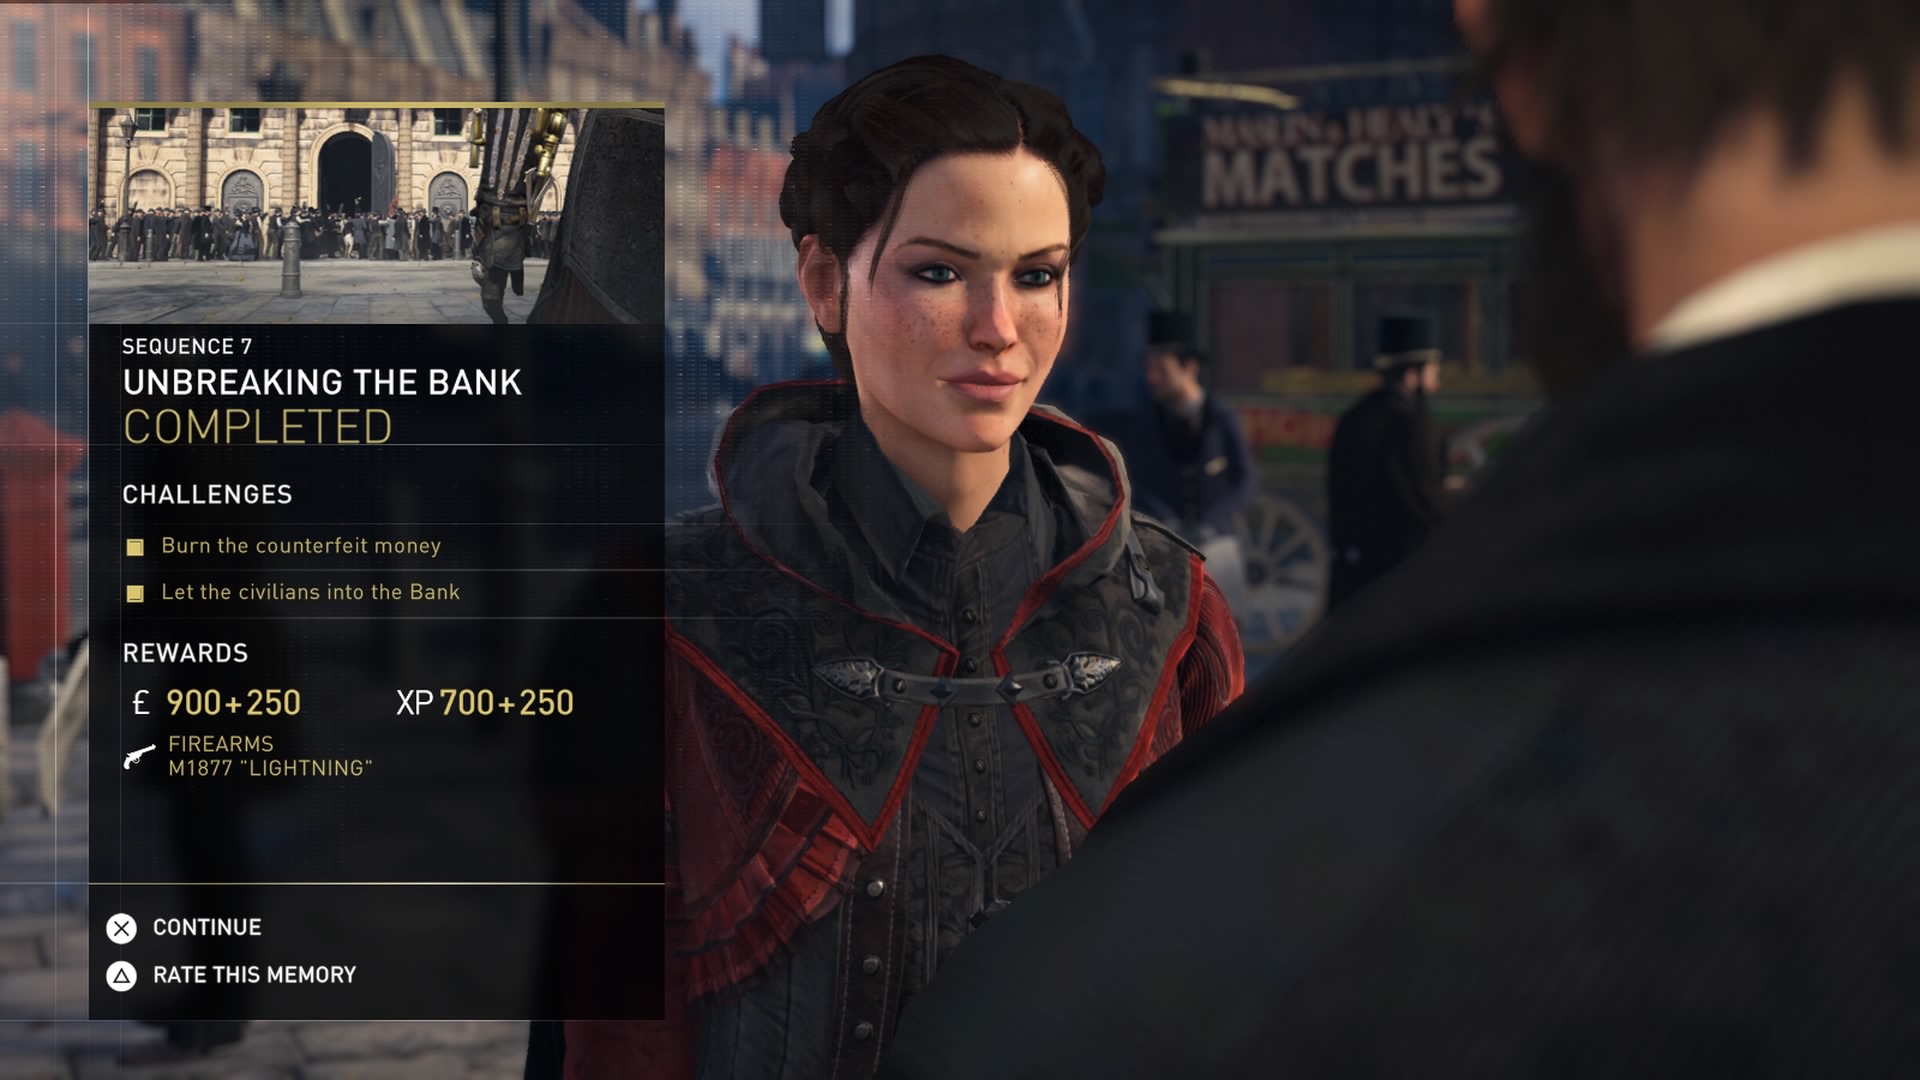 SEQUENCE 7
UNBREAKING THE BANK
COMPLETED
CHALLENGES
Burn the counterfeit money
Let the civilians into the Bank
REWARDS
£ 900+250 XP 700+250
FIREARMS
M1877 "LIGHTNING"
CONTINUE
RATE THIS MEMORY
MATCHES